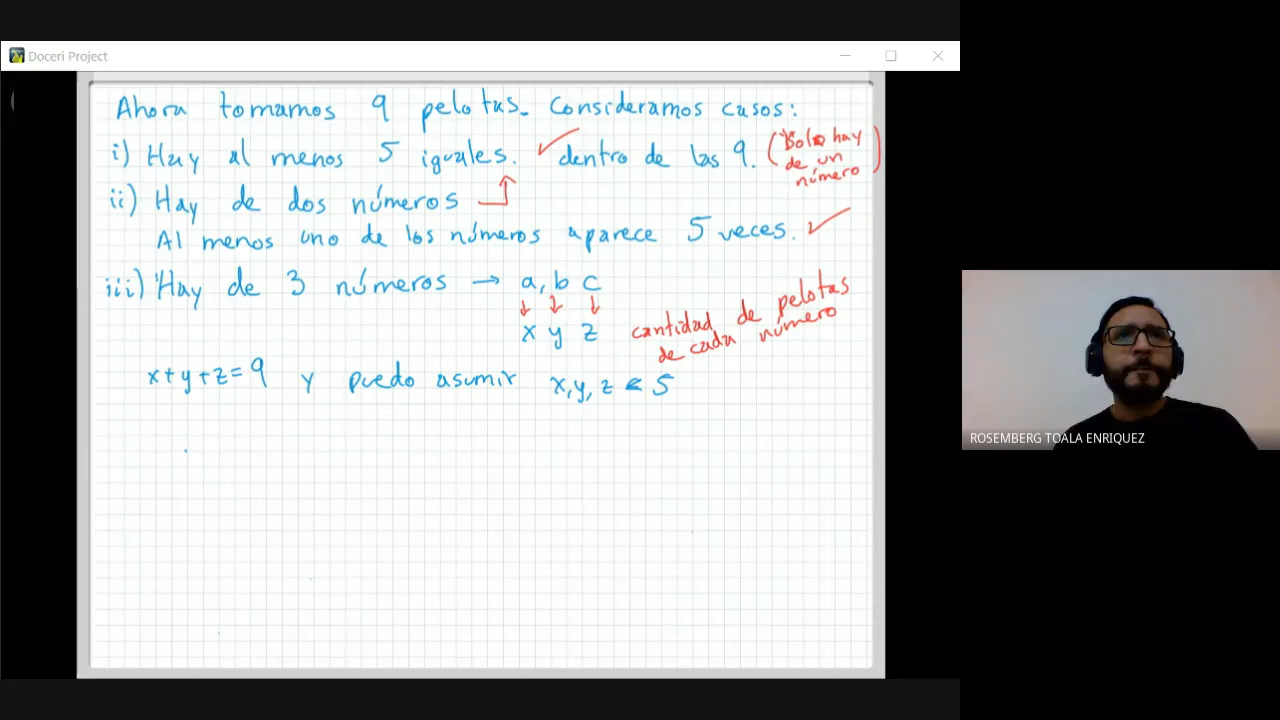 Doceri Project
Ahora tomamos 9 pelotas. Consideramos casos:
i) Hay al menos 5 iguales. ✓ dentro de las 9. (Solo hay
de un
número)
ii) Hay de dos números
Al menos uno de los números aparece 5 veces. ✓
iii) Hay de 3 números → a, b c
↓ ↓ ↓
x y z
cantidad de pelotas
de cada número
x+y+z=9 y puedo asumir x, y, z < 5
ROSEMBERG TOALA ENRIQUEZ